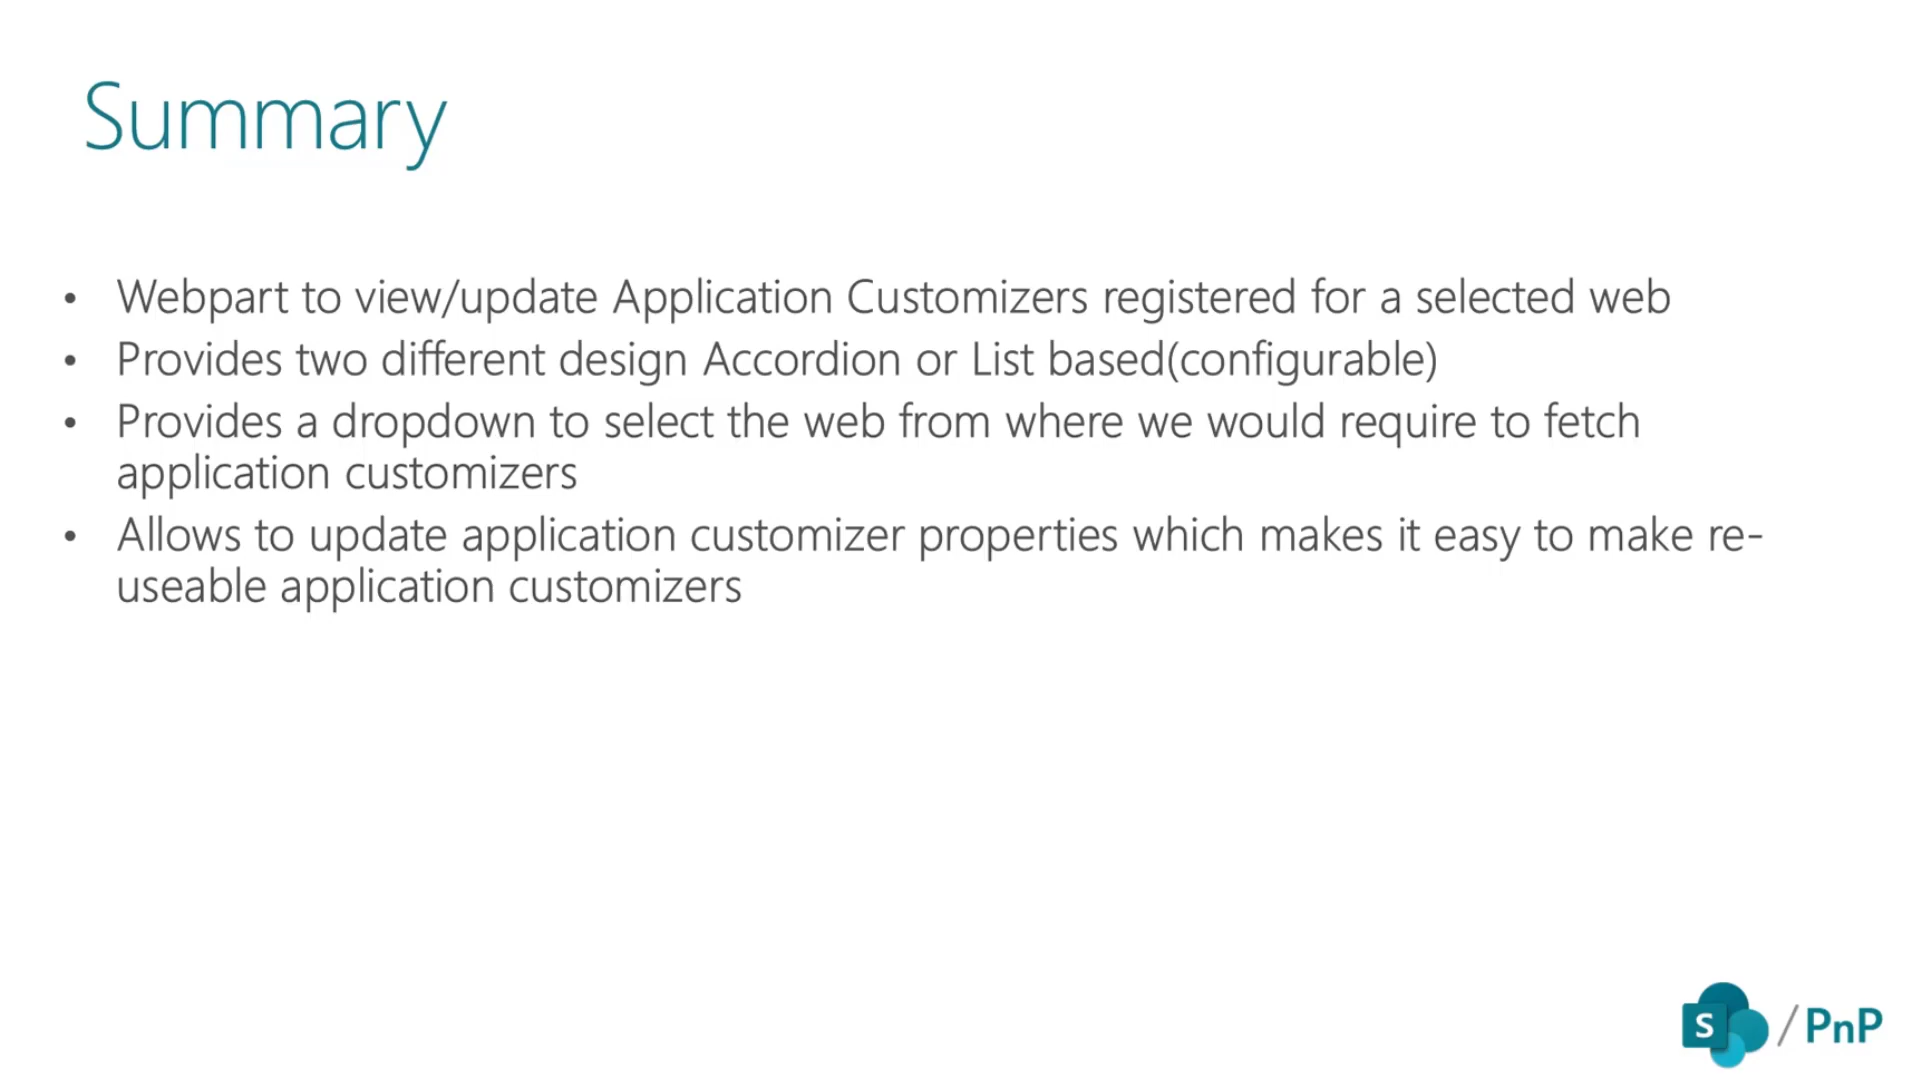 Summary
• Webpart to view/update Application Customizers registered for a selected web
• Provides two different design Accordion or List based(configurable)
• Provides a dropdown to select the web from where we would require to fetch
application customizers
• Allows to update application customizer properties which makes it easy to make re-
useable application customizers
S / PnP